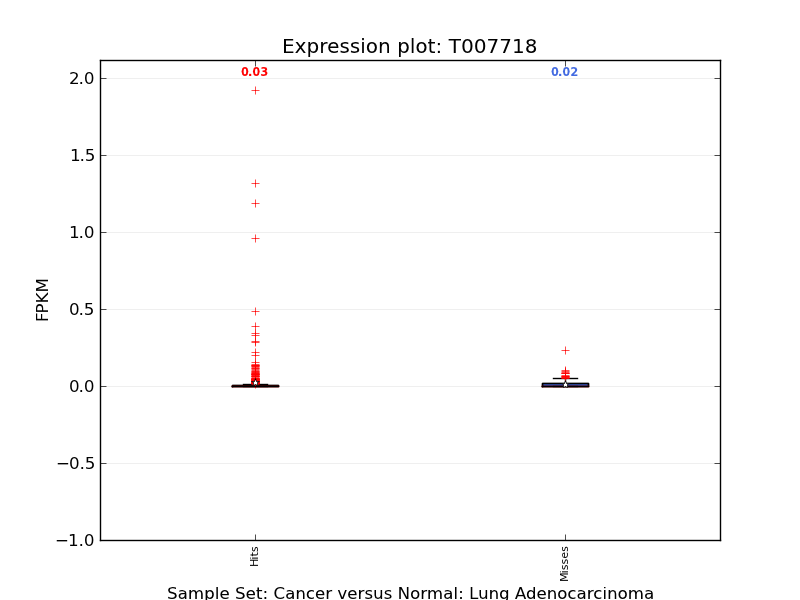 Expression plot: T007718
0.03
0.02
2.0
1.5
1.0
0.5
0.0
−0.5
−1.0
FPKM
Hits
Misses
Sample Set: Cancer versus Normal: Lung Adenocarcinoma